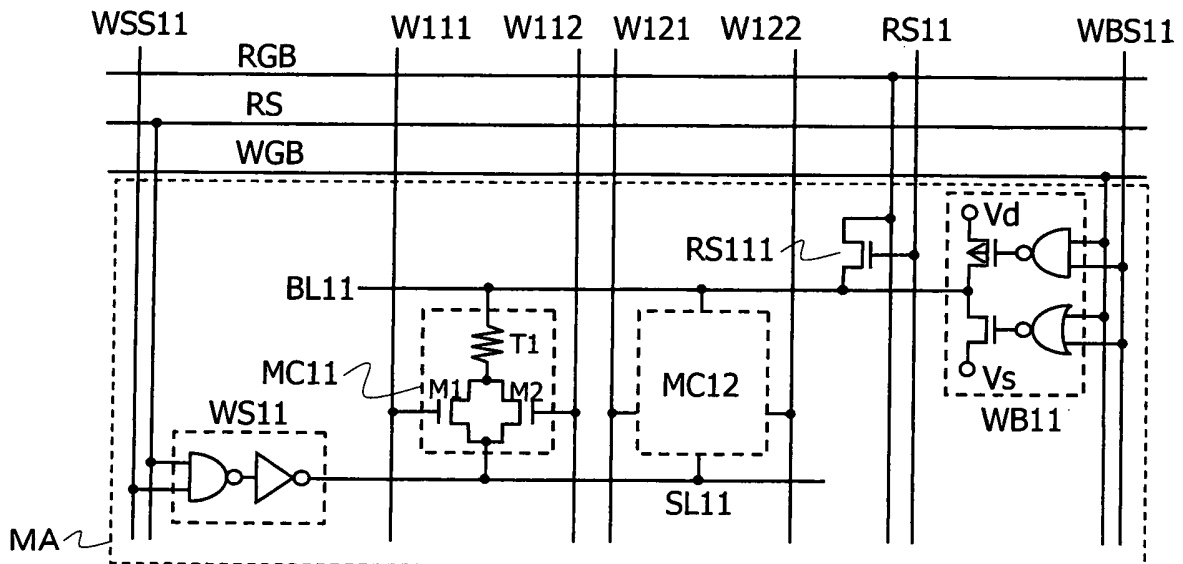 WSS11
W111
W112
W121
W122
RS11
WBS11
RGB
RS
WGB
Vd
RS111
BL11
T1
MC11
M1
M2
MC12
Vs
WB11
WS11
SL11
MA